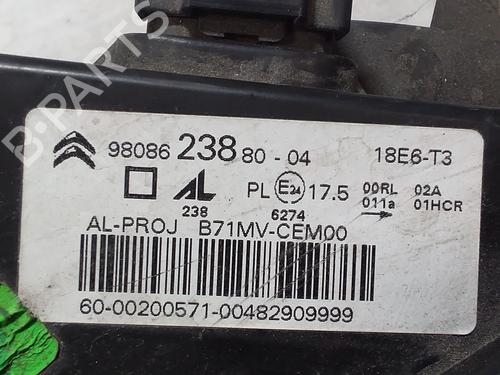 98086 238 80 - 04 18E6-T3
AL PL E24 17.5 00RL 02A
238 6274 011a 01HCR
AL-PROJ B71MV-CEM00
60-00200571-00482909999
B-PARTS